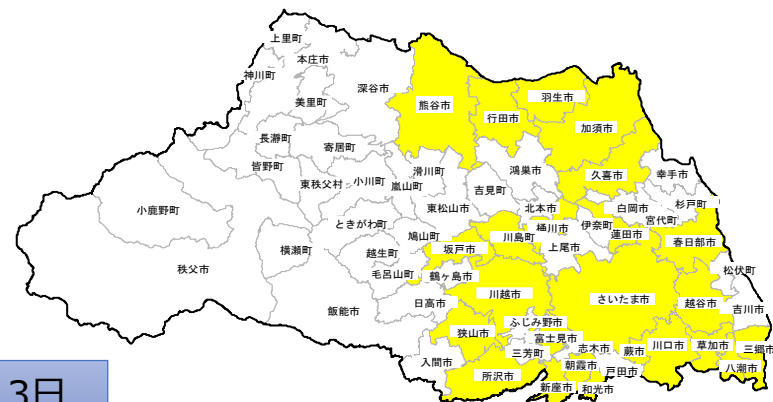 上里町
本庄市
神川町
深谷市
美里町
熊谷市
羽生市
行田市
加須市
長瀞町
寄居町
皆野町
東秩父村
小川町
滑川町
嵐山町
吉見町
鴻巣市
久喜市
幸手市
小鹿野町
東松山市
北本市
白岡市
杉戸町
宮代町
ときがわ町
鳩山町
川島町
桶川市
伊奈町
蓮田市
春日部市
横瀬町
越生町
坂戸市
上尾市
秩父市
毛呂山町
鶴ヶ島市
川越市
さいたま市
松伏町
越谷市
吉川市
飯能市
日高市
狭山市
ふじみ野市
富士見市
三芳町
志木市
蕨市
川口市
草加市
三郷市
入間市
所沢市
朝霞市
戸田市
八潮市
新座市
和光市
3日